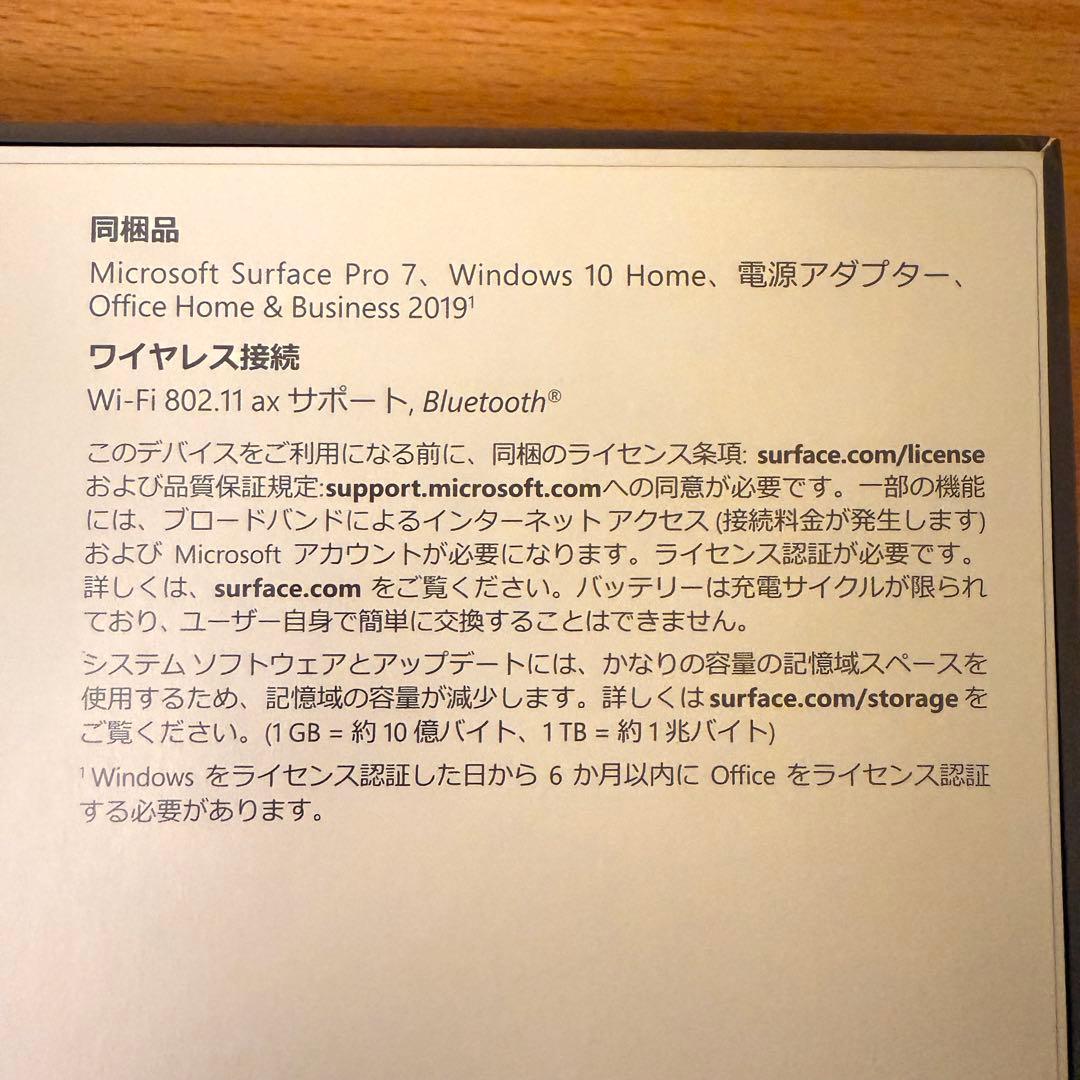 同梱品
Microsoft Surface Pro 7、Windows 10 Home、電源アダプター、
Office Home & Business 2019¹
ワイヤレス接続
Wi-Fi 802.11 ax サポート, Bluetooth®
このデバイスをご利用になる前に、同梱のライセンス条項: surface.com/license
および品質保証規定:support.microsoft.comへの同意が必要です。一部の機能
には、ブロードバンドによるインターネット アクセス (接続料金が発生します)
および Microsoft アカウントが必要になります。ライセンス認証が必要です。
詳しくは、surface.com をご覧ください。バッテリーは充電サイクルが限られ
ており、ユーザー自身で簡単に交換することはできません。
システム ソフトウェアとアップデートには、かなりの容量の記憶域スペースを
使用するため、記憶域の容量が減少します。詳しくは surface.com/storage を
ご覧ください。(1 GB = 約 10 億バイト、1 TB = 約 1 兆バイト)
¹ Windows をライセンス認証した日から 6 か月以内に Office をライセンス認証
する必要があります。